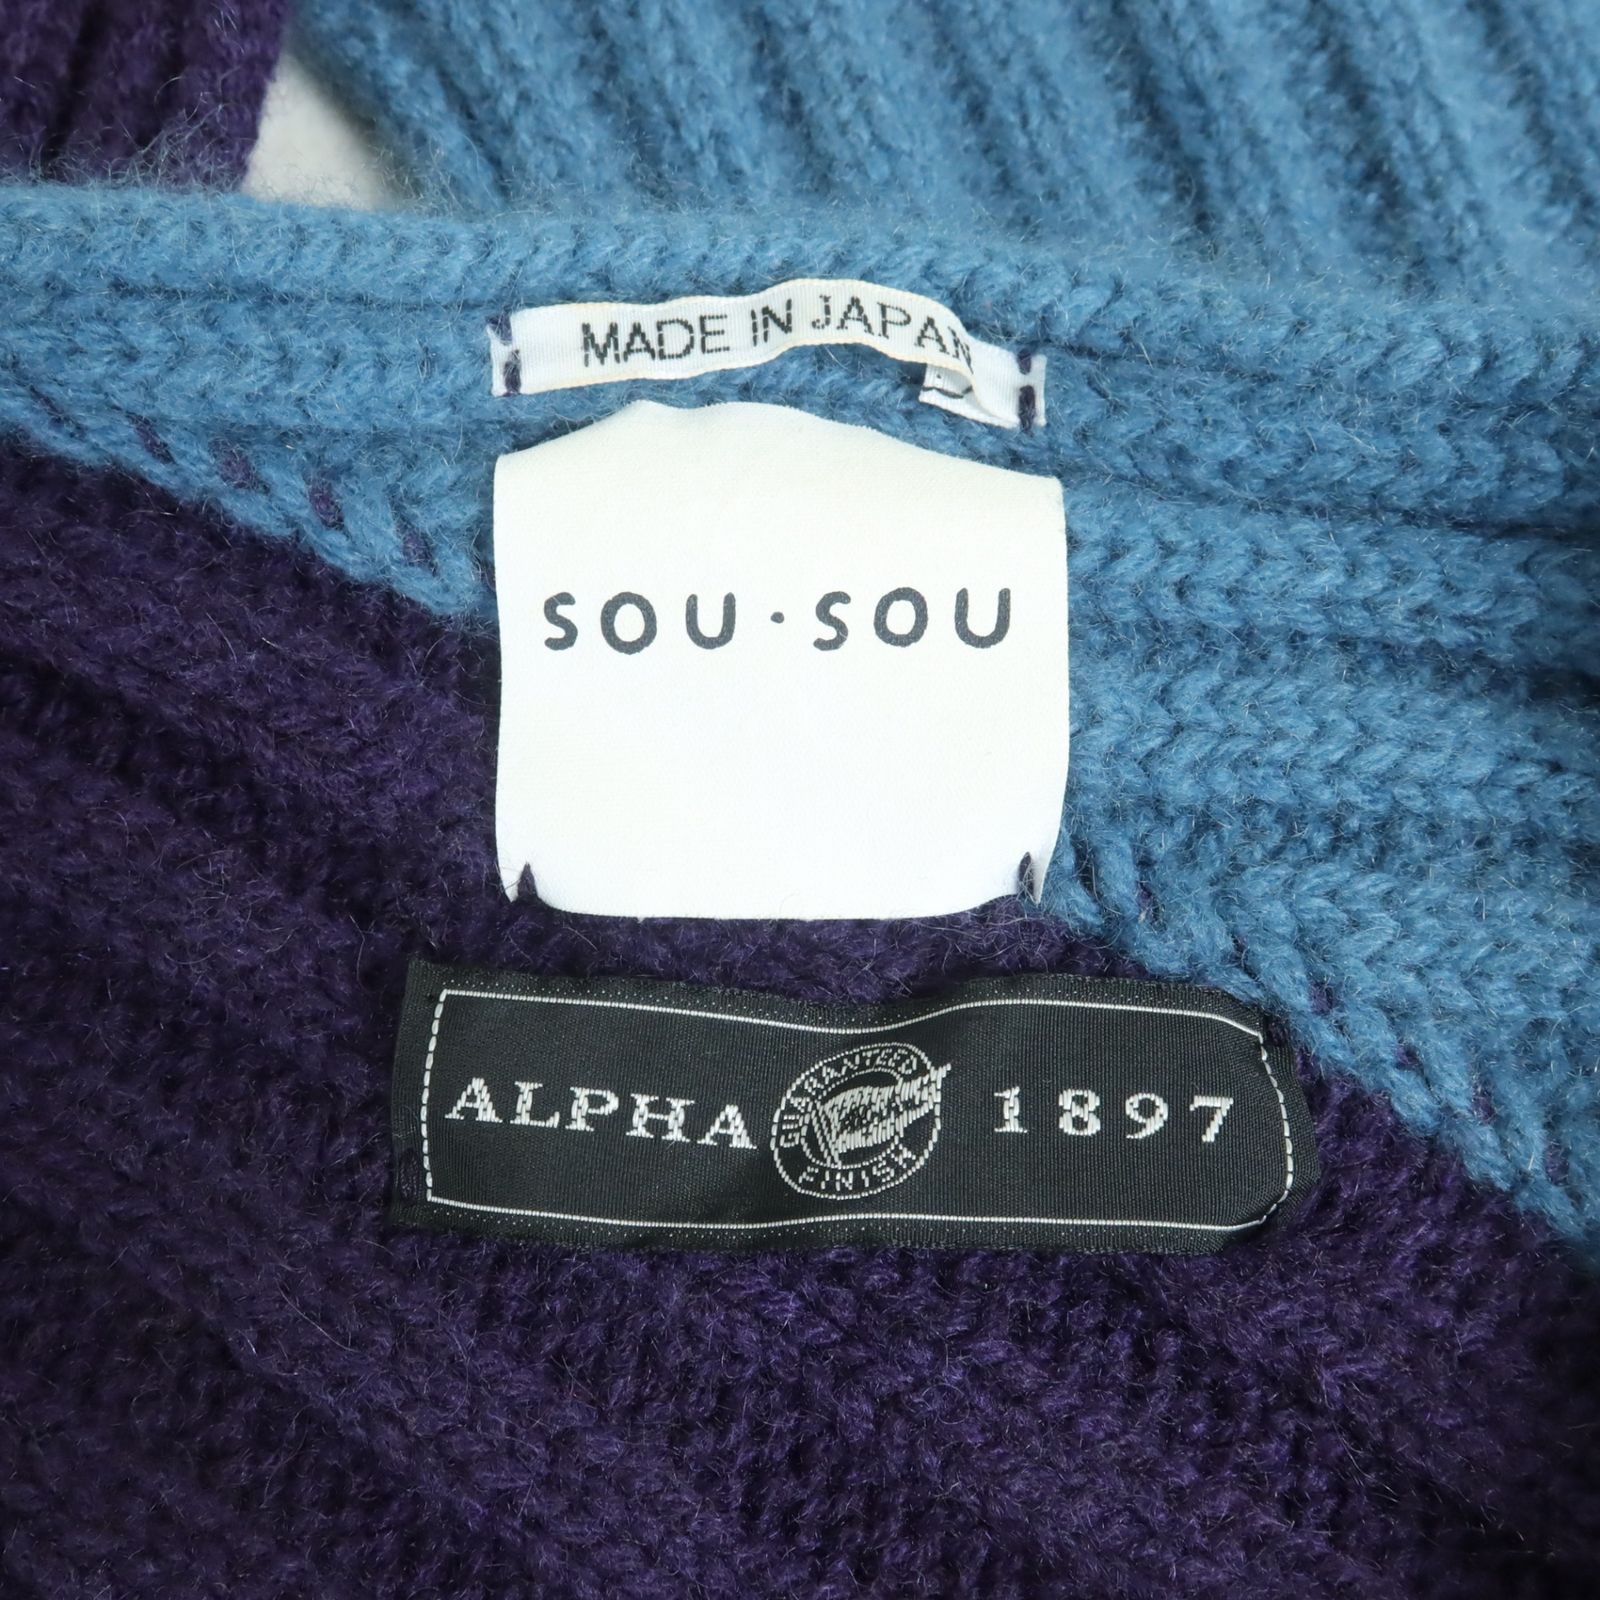 MADE IN JAPAN
SOU・SOU
ALPHA
GUARANTEED
FINISH
1897